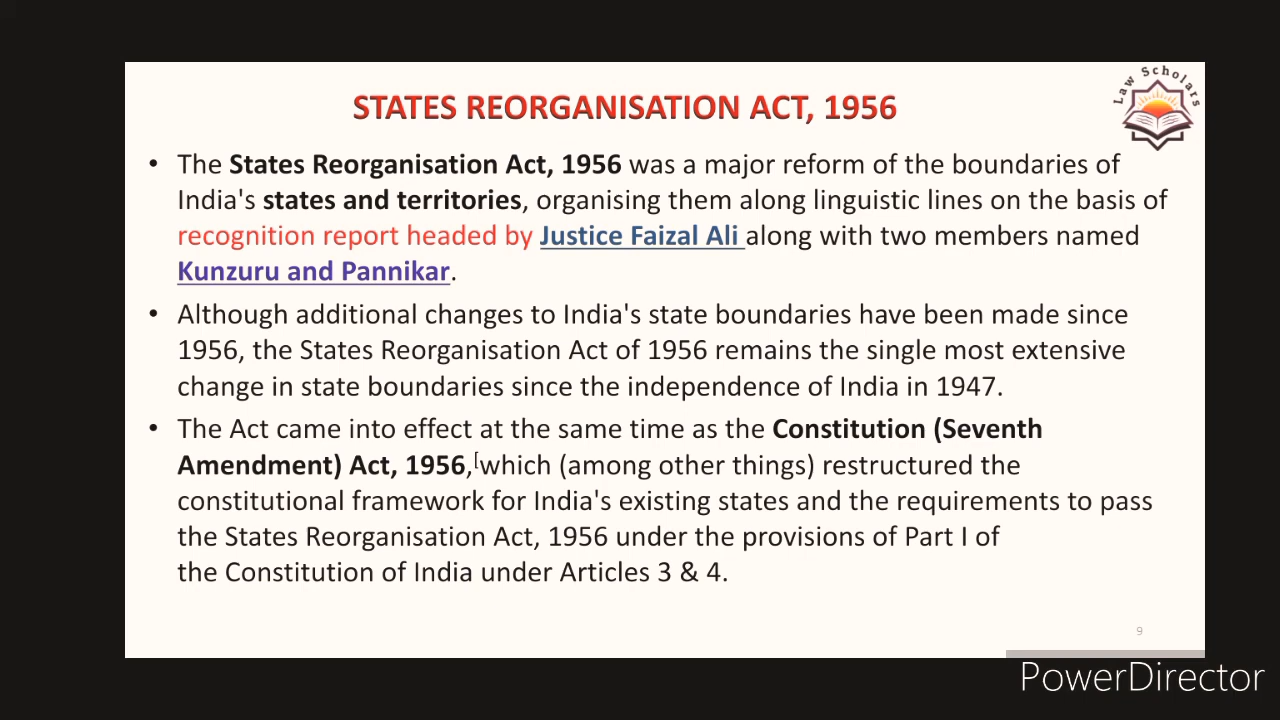 Law Scholars
STATES REORGANISATION ACT, 1956
• The States Reorganisation Act, 1956 was a major reform of the boundaries of
India's states and territories, organising them along linguistic lines on the basis of
recognition report headed by Justice Faizal Ali along with two members named
Kunzuru and Pannikar.
• Although additional changes to India's state boundaries have been made since
1956, the States Reorganisation Act of 1956 remains the single most extensive
change in state boundaries since the independence of India in 1947.
• The Act came into effect at the same time as the Constitution (Seventh
Amendment) Act, 1956,[which (among other things) restructured the
constitutional framework for India's existing states and the requirements to pass
the States Reorganisation Act, 1956 under the provisions of Part I of
the Constitution of India under Articles 3 & 4.
9
PowerDirector